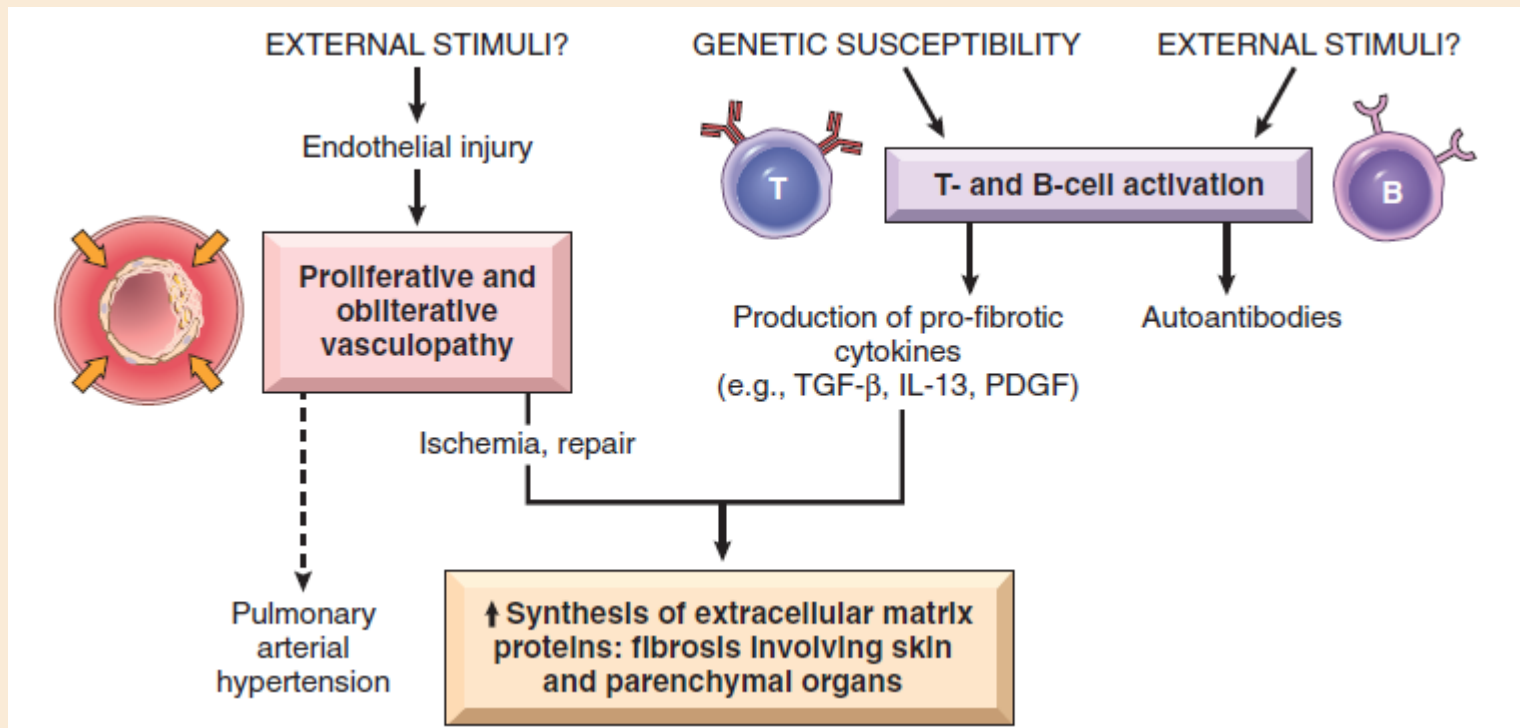 EXTERNAL STIMULI?
GENETIC SUSCEPTIBILITY
EXTERNAL STIMULI?
Endothelial injury
T
T- and B-cell activation
B
Proliferative and
obliterative
vasculopathy
Production of pro-fibrotic
cytokines
(e.g., TGF-β, IL-13, PDGF)
Autoantibodies
Ischemia, repair
Pulmonary
arterial
hypertension
↑ Synthesis of extracellular matrix
proteins: fibrosis involving skin
and parenchymal organs